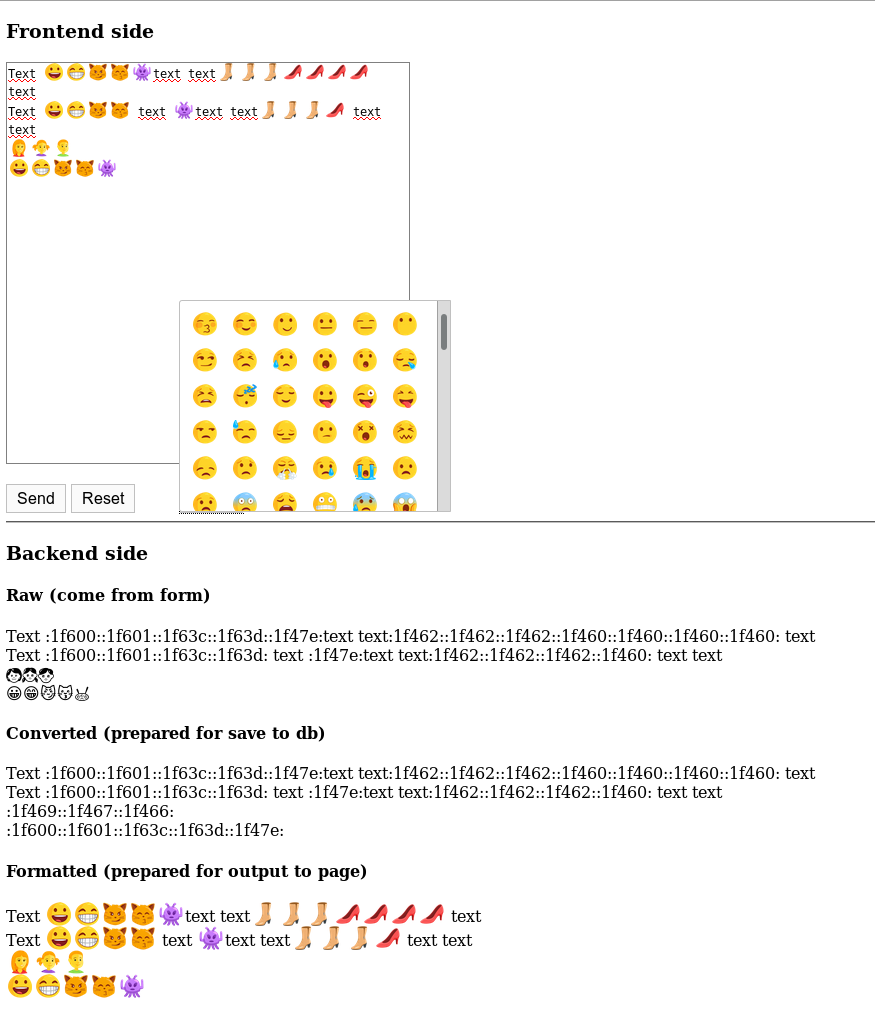 Frontend side
Text 😀😁😼😽👾text text👢👢👢👠👠👠👠
text
Text 😀😁😼😽 text 👾text text👢👢👢👠 text
text
👩👧👦
😀😁😼😽👾
Send Reset
Backend side
Raw (come from form)
Text :1f600::1f601::1f63c::1f63d::1f47e:text text:1f462::1f462::1f462::1f460::1f460::1f460::1f460: text
Text :1f600::1f601::1f63c::1f63d: text :1f47e:text text:1f462::1f462::1f462::1f460: text text
👩👧👦
😀😁😼😽👾
Converted (prepared for save to db)
Text :1f600::1f601::1f63c::1f63d::1f47e:text text:1f462::1f462::1f462::1f460::1f460::1f460::1f460: text
Text :1f600::1f601::1f63c::1f63d: text :1f47e:text text:1f462::1f462::1f462::1f460: text text
:1f469::1f467::1f466:
:1f600::1f601::1f63c::1f63d::1f47e:
Formatted (prepared for output to page)
Text 😀😁😼😽👾text text👢👢👢👠👠👠👠 text
Text 😀😁😼😽 text 👾text text👢👢👢👠 text text
👩👧👦
😀😁😼😽👾